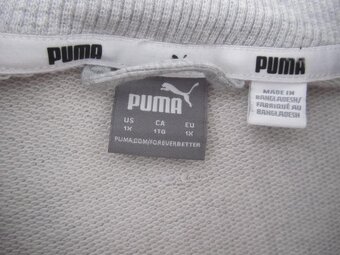 PUMA
PUMA
PUMA
US CA EU
1X 110 1X
PUMA.COM/FOREVERBETTER
MADE IN
BANGLADESH/
FABRIQUÉ AU
BANGLADESH